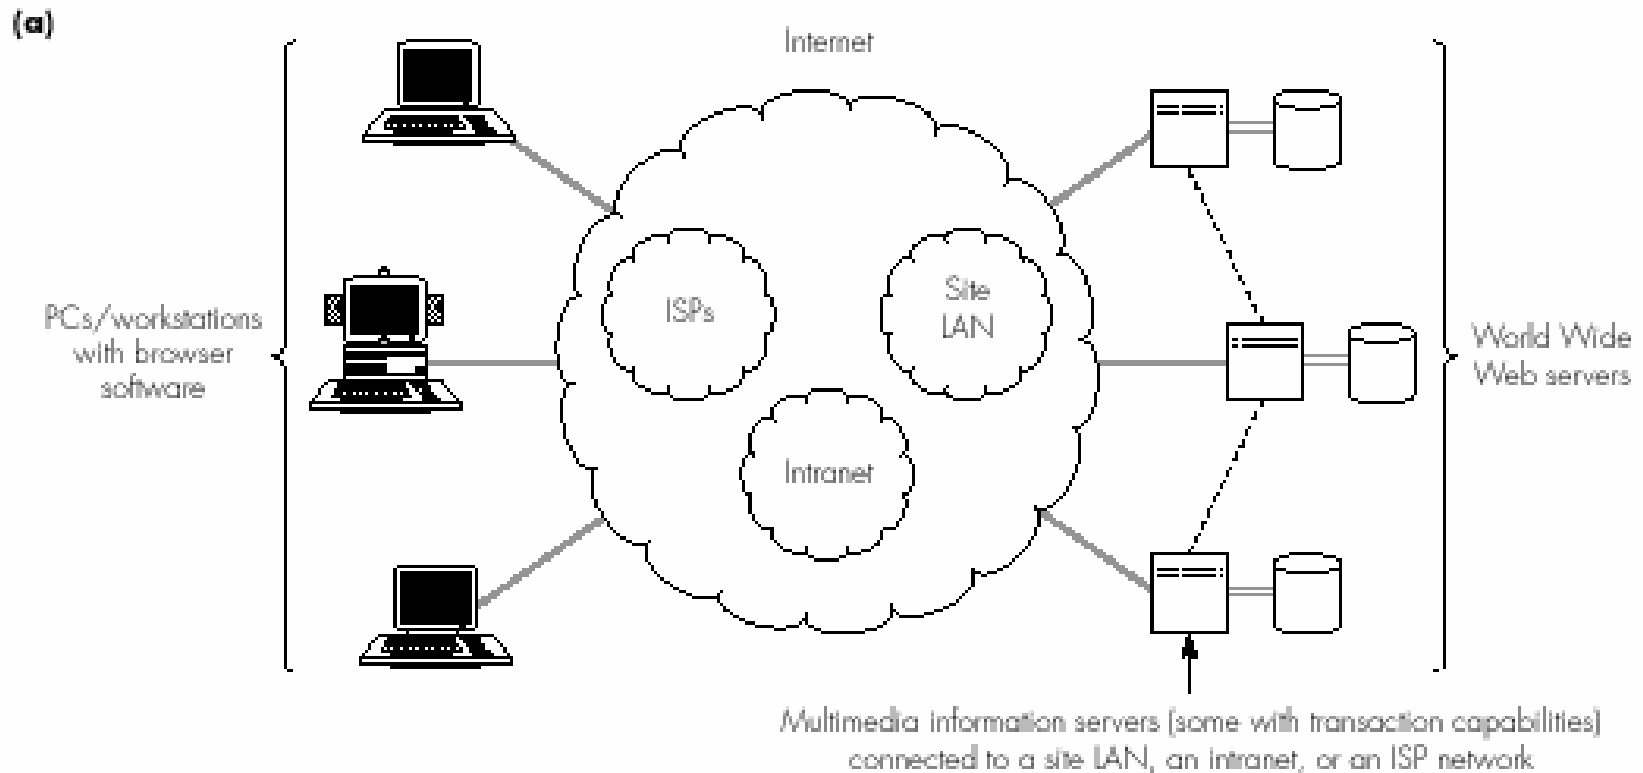 (a)
Internet
PCs/workstations
with browser
software
ISPs
Site
LAN
Intranet
World Wide
Web servers
Multimedia information servers (some with transaction capabilities)
connected to a site LAN, an intranet, or an ISP network